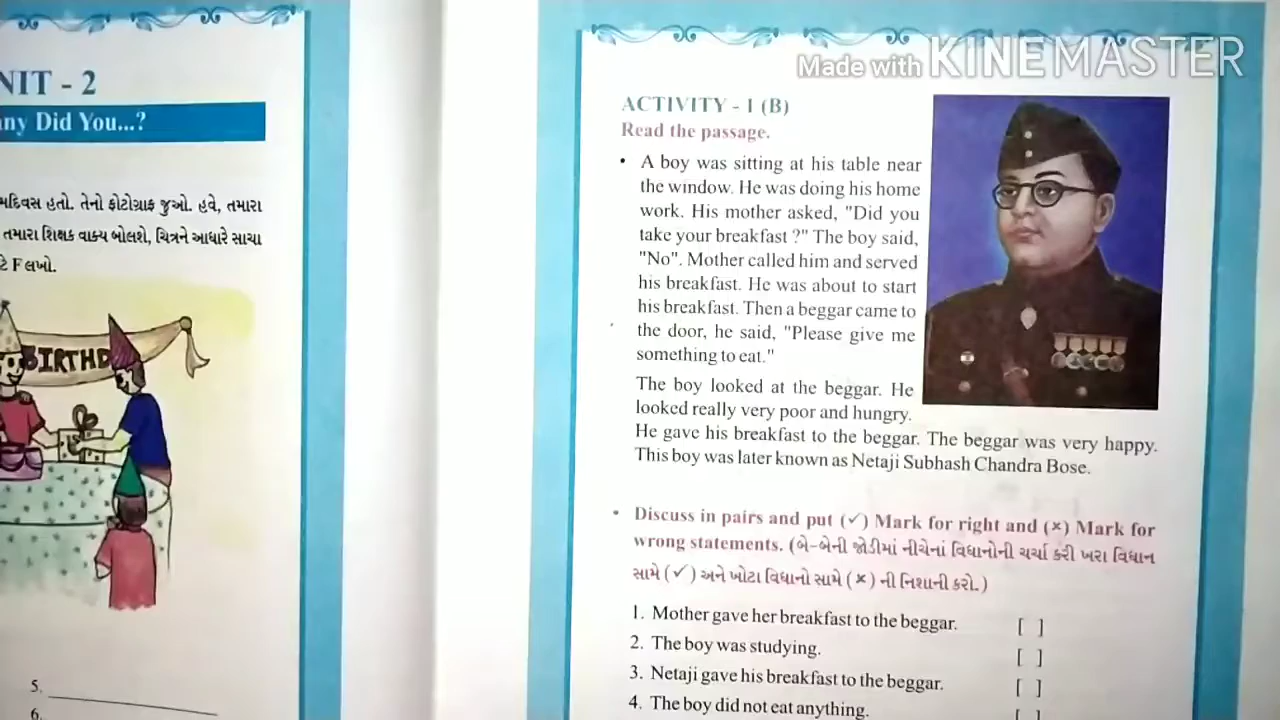 NIT - 2
ny Did You...?
મદિવસ હતો. તેનો ફોટોગ્રાફ જુઓ. હવે, તમારા
તમારા શિક્ષક વાક્ય બોલશે, ચિત્રને આધારે સાચા
ટે F લખો.
BIRTHD
5.
6.
Made with KINEMASTER
ACTIVITY - 1 (B)
Read the passage.
• A boy was sitting at his table near
the window. He was doing his home
work. His mother asked, "Did you
take your breakfast ?" The boy said,
"No". Mother called him and served
his breakfast. He was about to start
his breakfast. Then a beggar came to
the door, he said, "Please give me
something to eat."
The boy looked at the beggar. He
looked really very poor and hungry.
He gave his breakfast to the beggar. The beggar was very happy.
This boy was later known as Netaji Subhash Chandra Bose.
• Discuss in pairs and put (✓) Mark for right and (×) Mark for
wrong statements. (બે-બેની જોડીમાં નીચેનાં વિધાનોની ચર્ચા કરી ખરા વિધાન
સામે (✓) અને ખોટા વિધાનો સામે (×) ની નિશાની કરો.)
1. Mother gave her breakfast to the beggar. [ ]
2. The boy was studying. [ ]
3. Netaji gave his breakfast to the beggar. [ ]
4. The boy did not eat anything. [ ]